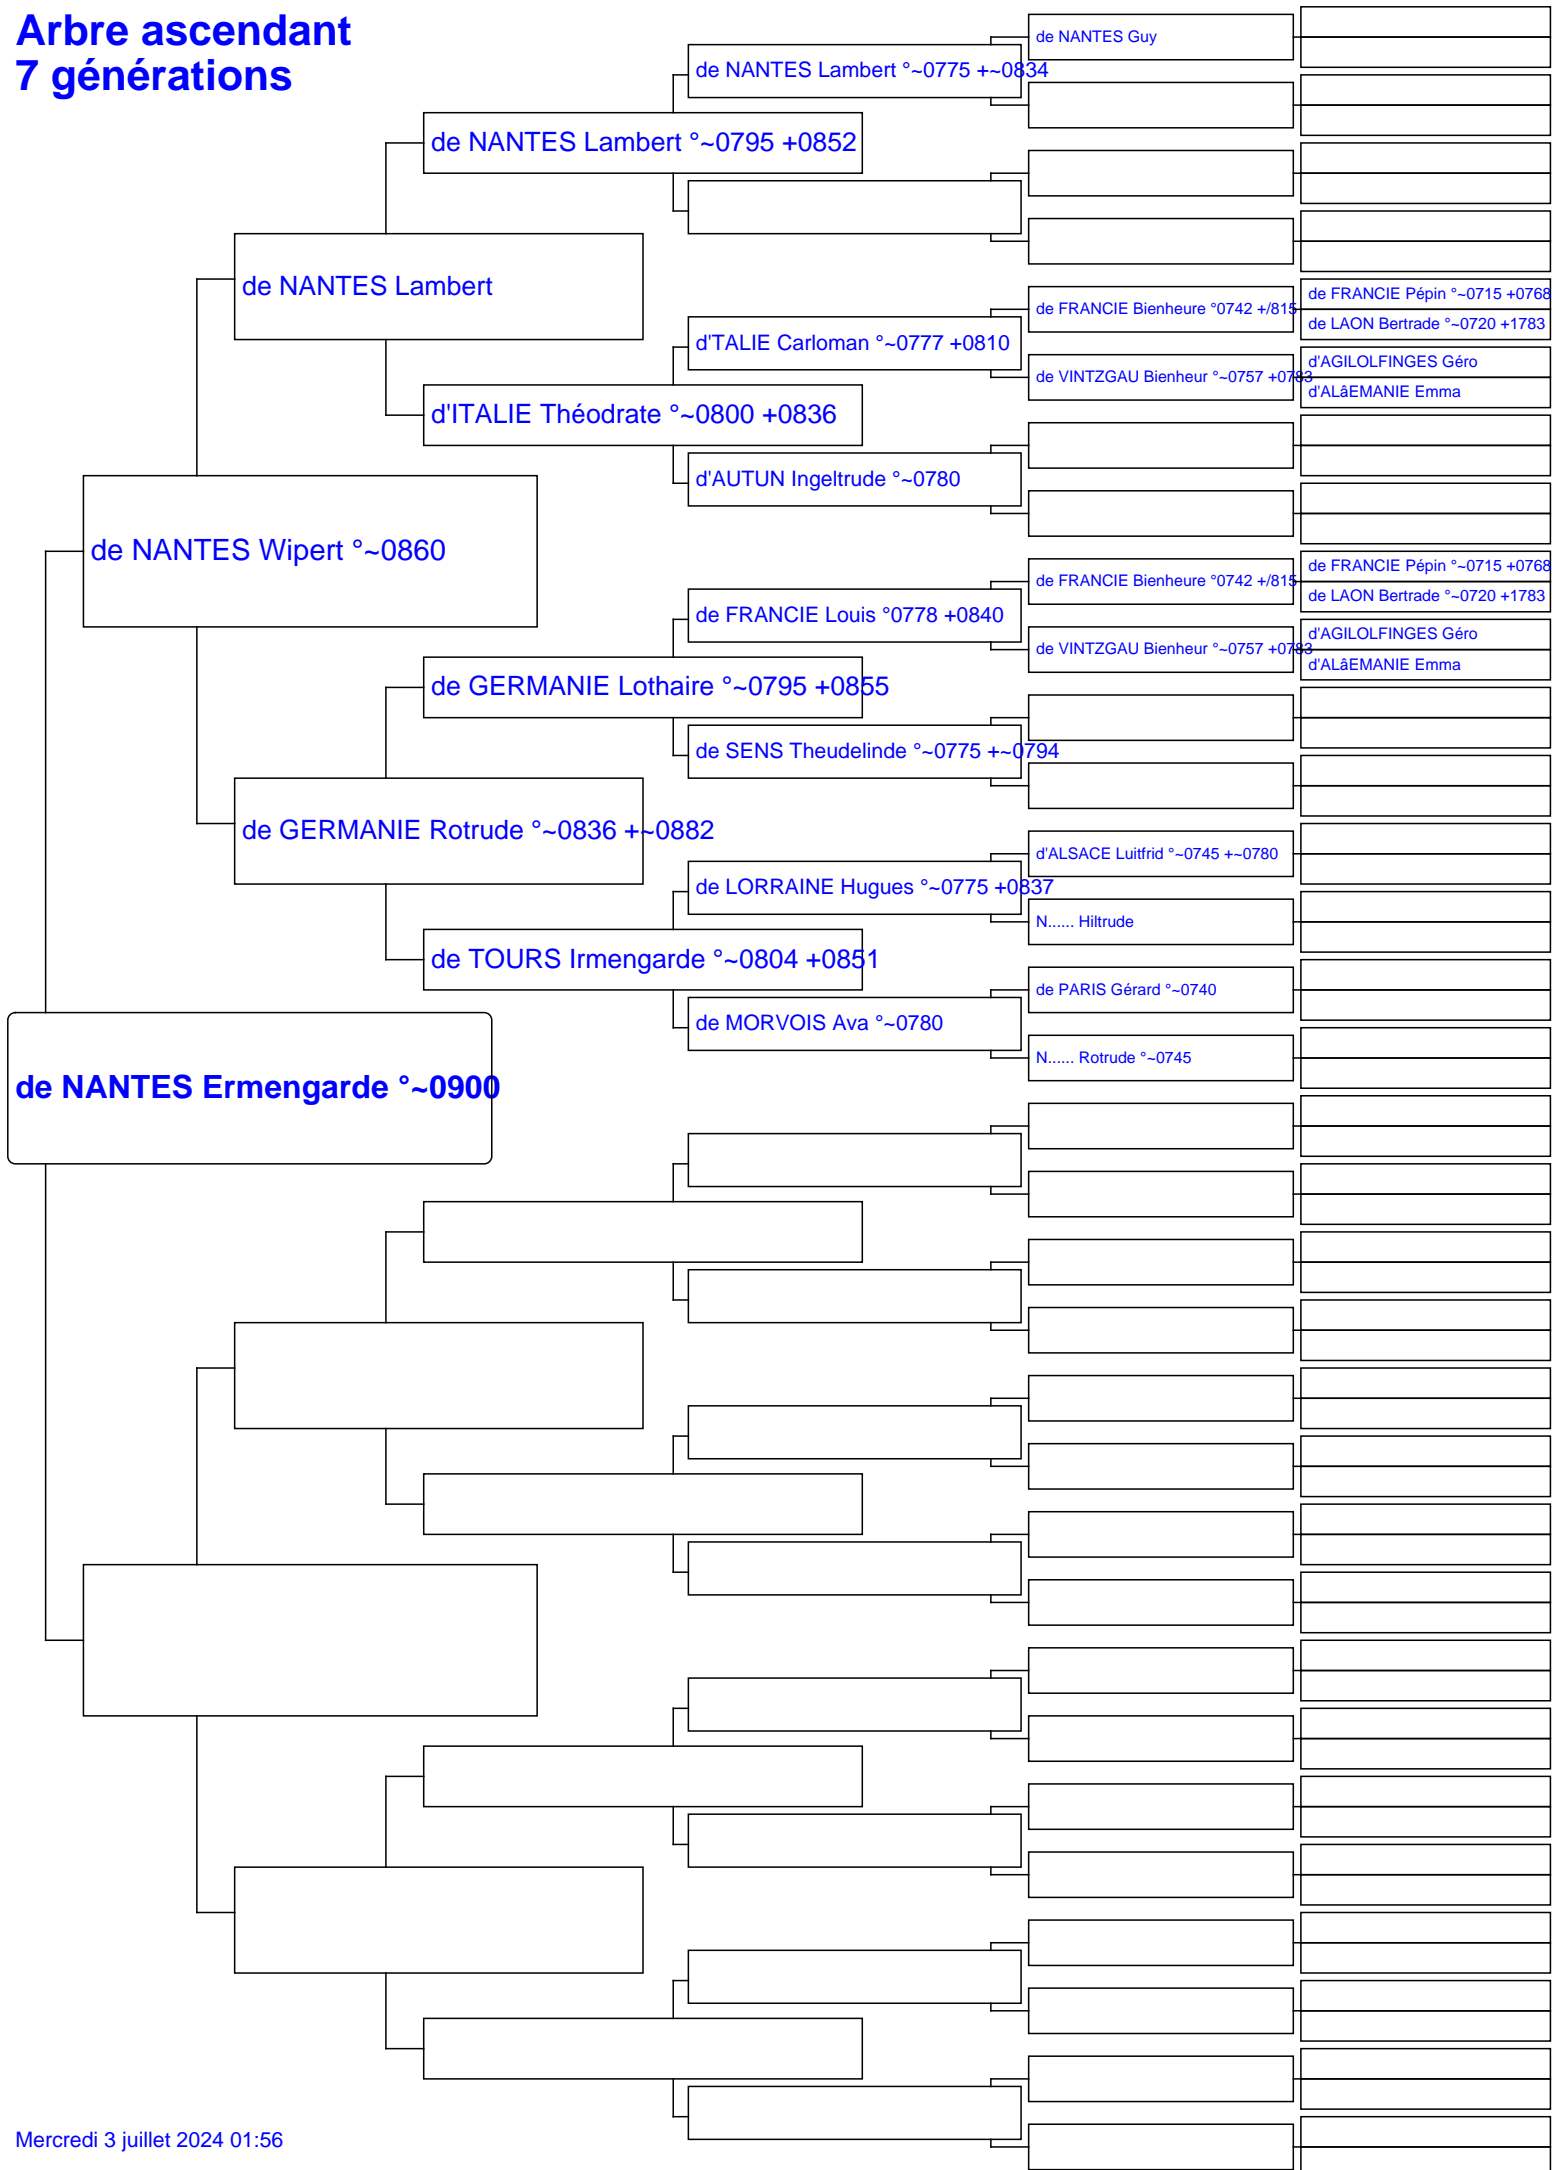 Arbre ascendant
7 générations
de NANTES Guy
de NANTES Lambert °~0775 +~0834
de NANTES Lambert °~0795 +0852
de NANTES Lambert
de FRANCIE Pépin °~0715 +0768
de FRANCIE Bienheure °0742 +/815
de LAON Bertrade °~0720 +1783
d'TALIE Carloman °~0777 +0810
d'AGILOLFINGES Géro
de VINTZGAU Bienheur °~0757 +0783
d'ALâEMANIE Emma
d'ITALIE Théodrate °~0800 +0836
d'AUTUN Ingeltrude °~0780
de NANTES Wipert °~0860
de FRANCIE Pépin °~0715 +0768
de FRANCIE Bienheure °0742 +/815
de LAON Bertrade °~0720 +1783
de FRANCIE Louis °0778 +0840
d'AGILOLFINGES Géro
de VINTZGAU Bienheur °~0757 +0783
d'ALâEMANIE Emma
de GERMANIE Lothaire °~0795 +0855
de SENS Theudelinde °~0775 +~0794
de GERMANIE Rotrude °~0836 +~0882
d'ALSACE Luitfrid °~0745 +~0780
de LORRAINE Hugues °~0775 +0837
N...... Hiltrude
de TOURS Irmengarde °~0804 +0851
de PARIS Gérard °~0740
de MORVOIS Ava °~0780
N...... Rotrude °~0745
de NANTES Ermengarde °~0900
Mercredi 3 juillet 2024 01:56